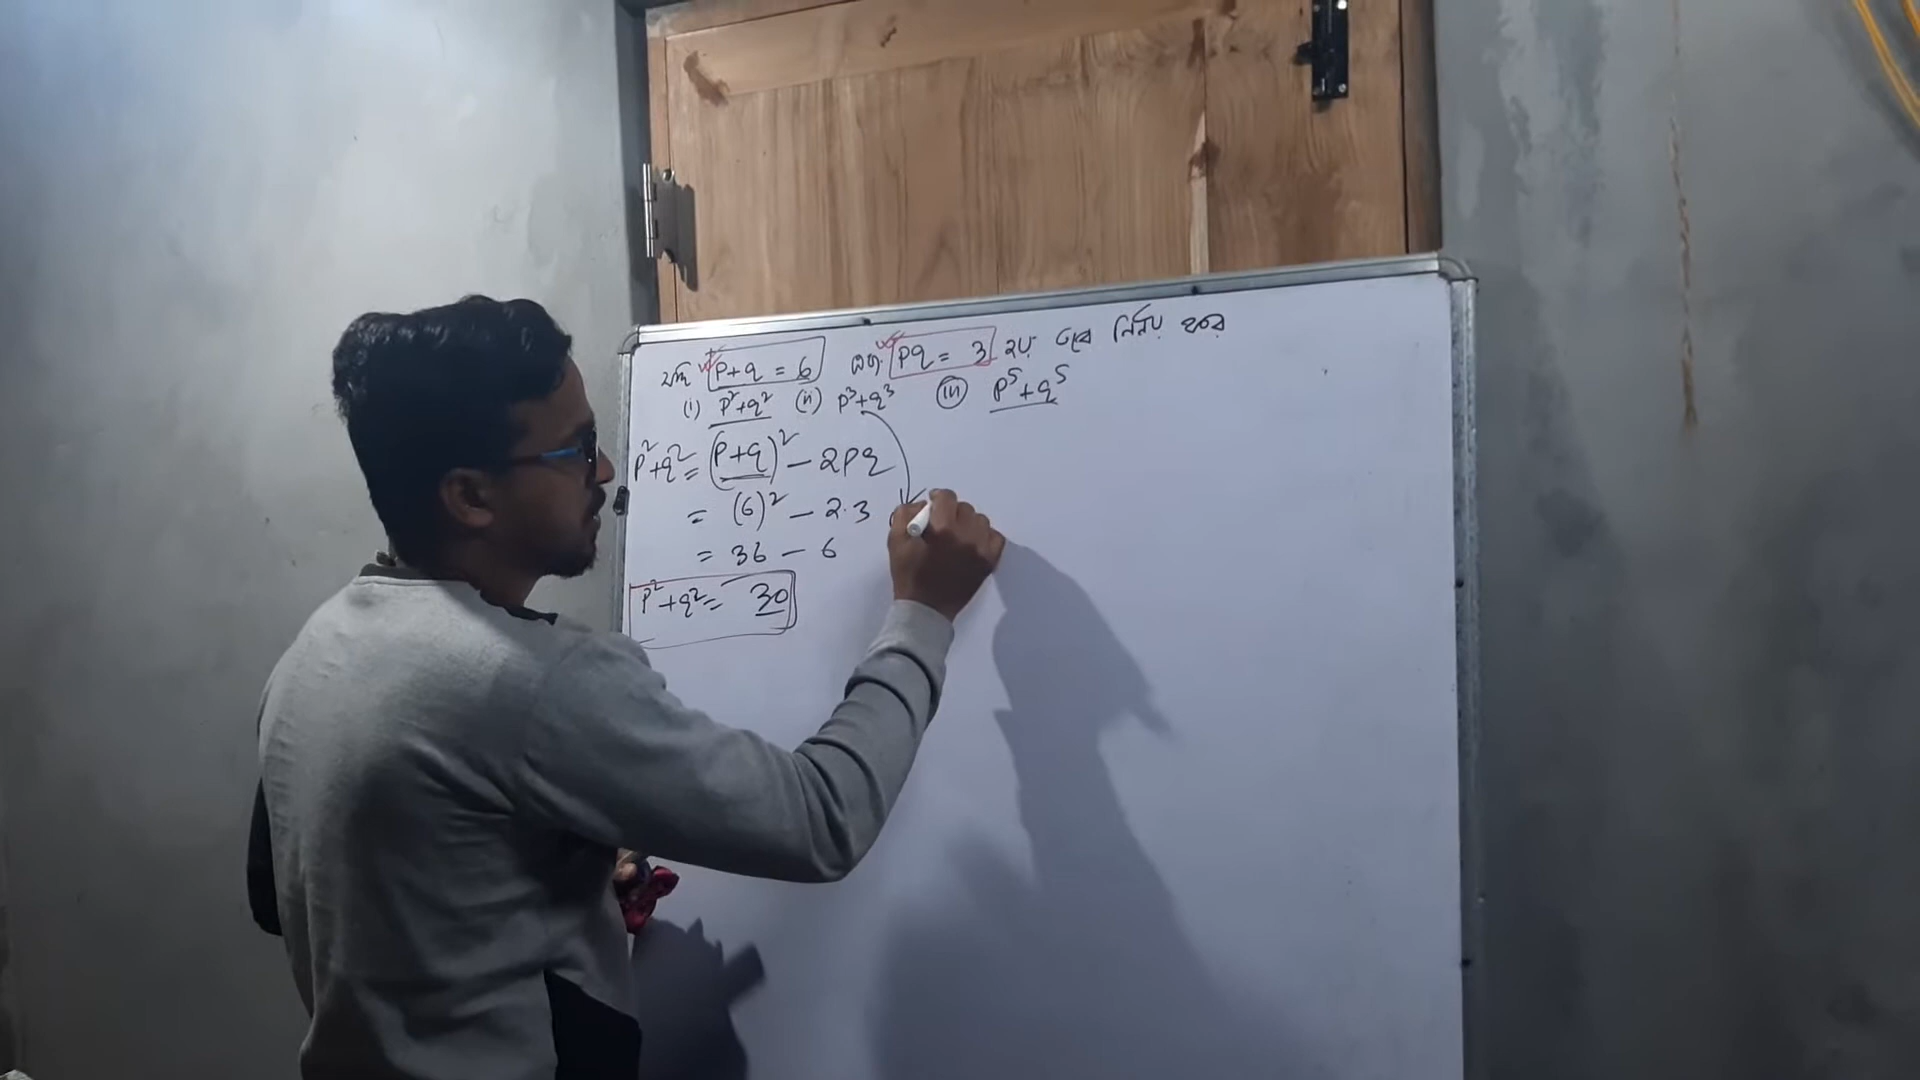 যদি p+q = 6 এবং pq = 3 হয় তবে নির্নয় কর
(i) p²+q² (ii) p³+q³ (iii) p⁵+q⁵
p²+q² = (p+q)² - 2pq
= (6)² - 2.3
= 36 - 6
p²+q² = 30